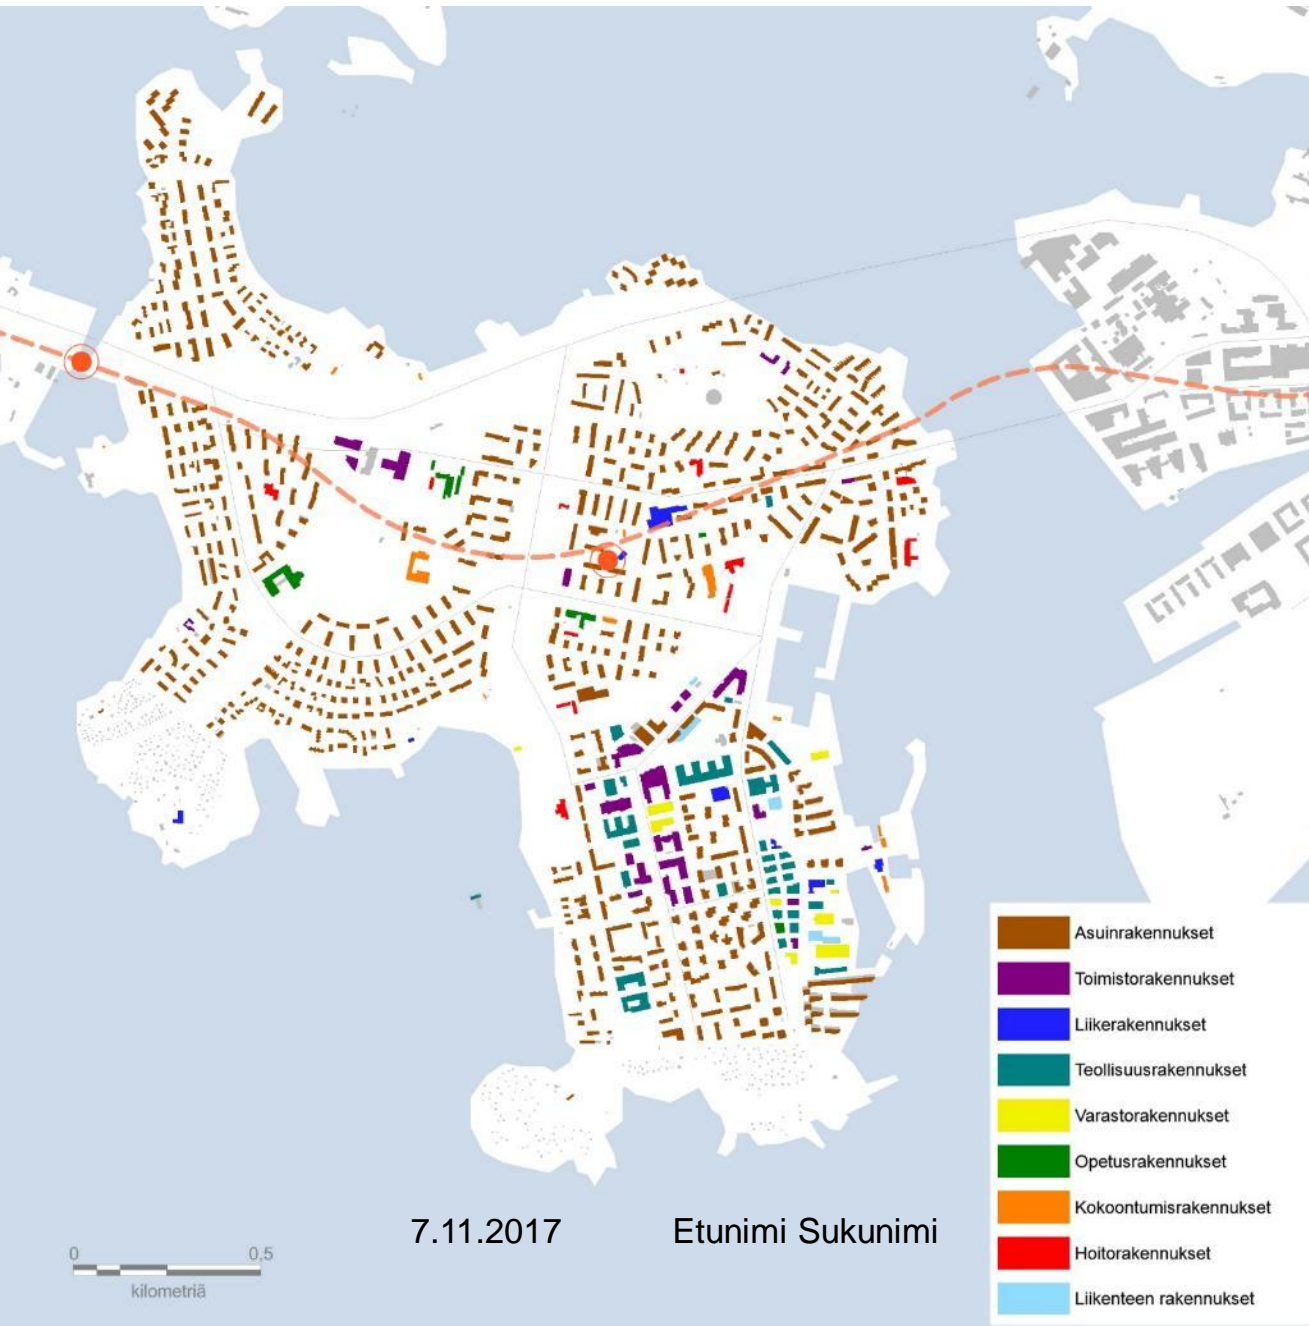 Asuinrakennukset
Toimistorakennukset
Liikerakennukset
Teollisuusrakennukset
Varastorakennukset
Opetusrakennukset
Kokoontumisrakennukset
Hoitorakennukset
Liikenteen rakennukset
7.11.2017 Etunimi Sukunimi
0 0,5
kilometriä